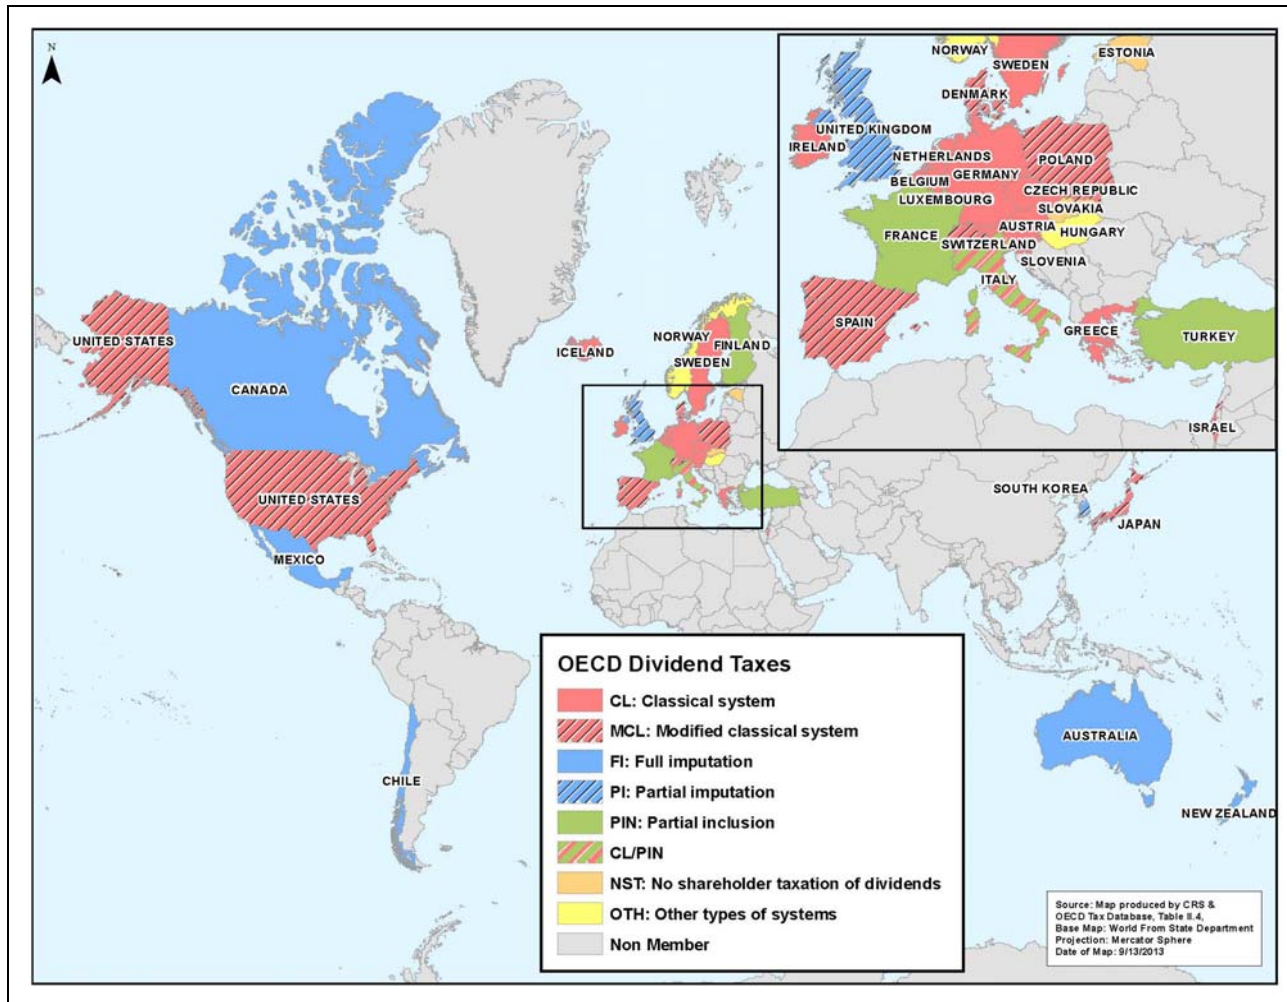 N
UNITED STATES
CANADA
UNITED STATES
MEXICO
CHILE
ICELAND
NORWAY
SWEDEN
FINLAND
SOUTH KOREA
JAPAN
AUSTRALIA
NEW ZEALAND
NORWAY
SWEDEN
ESTONIA
DENMARK
UNITED KINGDOM
IRELAND
NETHERLANDS
POLAND
BELGIUM
GERMANY
LUXEMBOURG
CZECH REPUBLIC
SLOVAKIA
AUSTRIA
HUNGARY
FRANCE
SWITZERLAND
SLOVENIA
ITALY
SPAIN
GREECE
TURKEY
ISRAEL
OECD Dividend Taxes
CL: Classical system
MCL: Modified classical system
FI: Full imputation
PI: Partial imputation
PIN: Partial inclusion
CL/PIN
NST: No shareholder taxation of dividends
OTH: Other types of systems
Non Member
Source: Map produced by CRS &
OECD Tax Database, Table II.4,
Base Map: World From State Department
Projection: Mercator Sphere
Date of Map: 9/13/2013